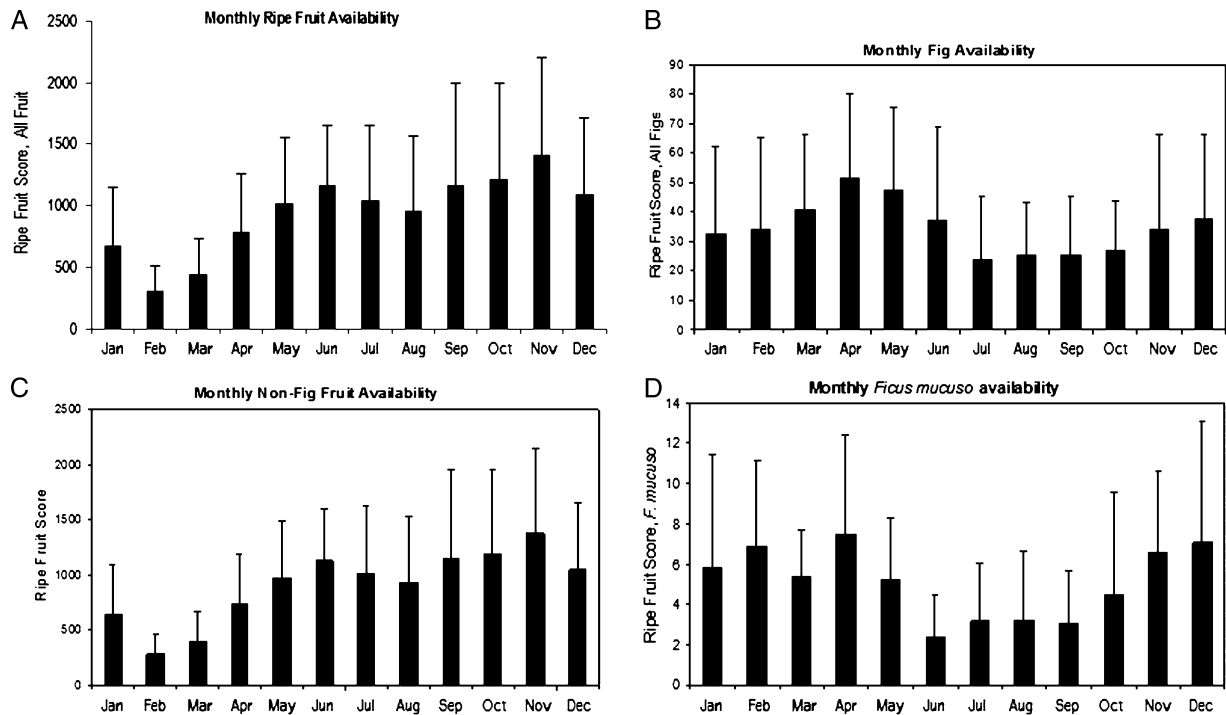 A
Monthly Ripe Fruit Availability
Ripe Fruit Score, All Fruit
2500
2000
1500
1000
500
0
Jan Feb Mar Apr May Jun Jul Aug Sep Oct Nov Dec
B
Monthly Fig Availability
Ripe Fruit Score, All Figs
90
80
70
60
50
40
30
20
10
0
Jan Feb Mar Apr May Jun Jul Aug Sep Oct Nov Dec
C
Monthly Non-Fig Fruit Availability
Ripe Fruit Score
2500
2000
1500
1000
500
0
Jan Feb Mar Apr May Jun Jul Aug Sep Oct Nov Dec
D
Monthly Ficus mucuso availability
Ripe Fruit Score, F. mucuso
14
12
10
8
6
4
2
0
Jan Feb Mar Apr May Jun Jul Aug Sep Oct Nov Dec